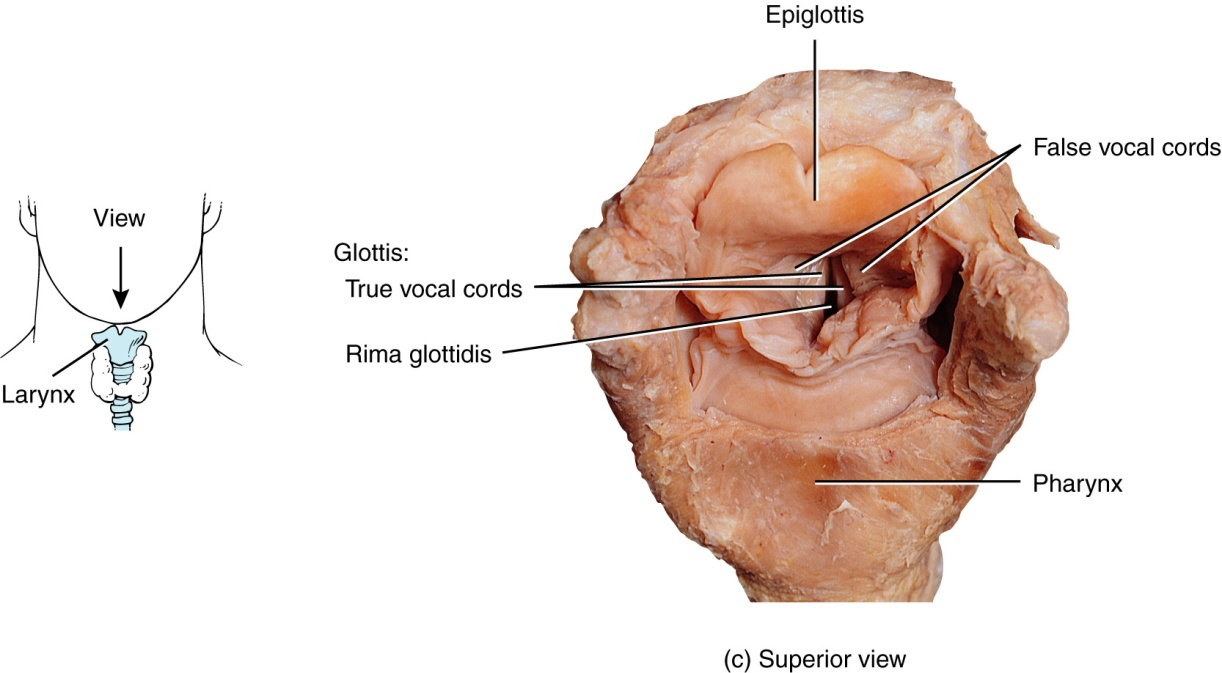 Epiglottis
False vocal cords
View
Glottis:
True vocal cords
Rima glottidis
Larynx
Pharynx
(c) Superior view